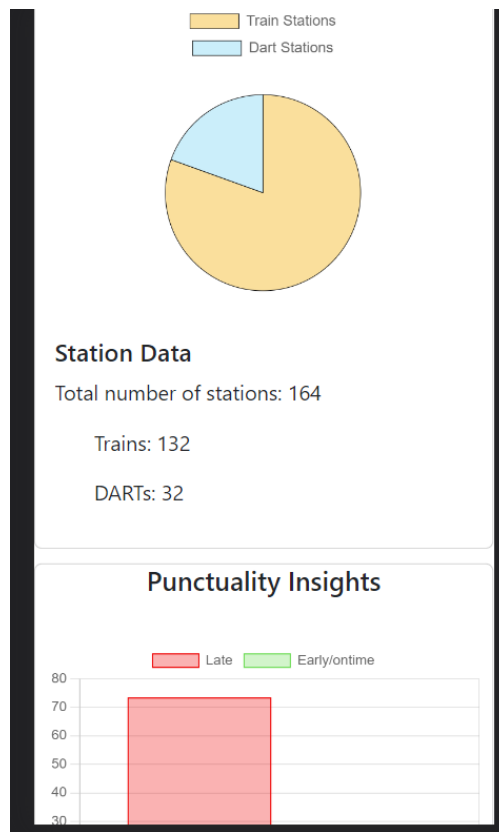 Train Stations
Dart Stations
Station Data
Total number of stations: 164
Trains: 132
DARTs: 32
Punctuality Insights
Late Early/ontime
80
70
60
50
40
30